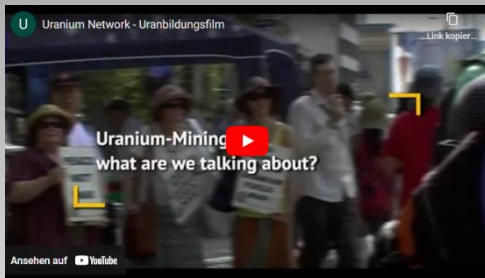 U Uranium Network - Uranbildungsfilm
Link kopier...
Uranium-Mining
what are we talking about?
Ansehen auf YouTube